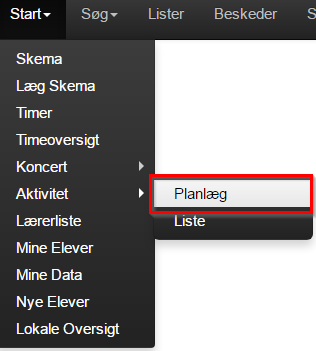 Start Søg Lister Beskeder S
Skema
Læg Skema
Timer
Timeoversigt
Koncert
Aktivitet
Planlæg
Lærerliste
Liste
Mine Elever
Mine Data
Nye Elever
Lokale Oversigt